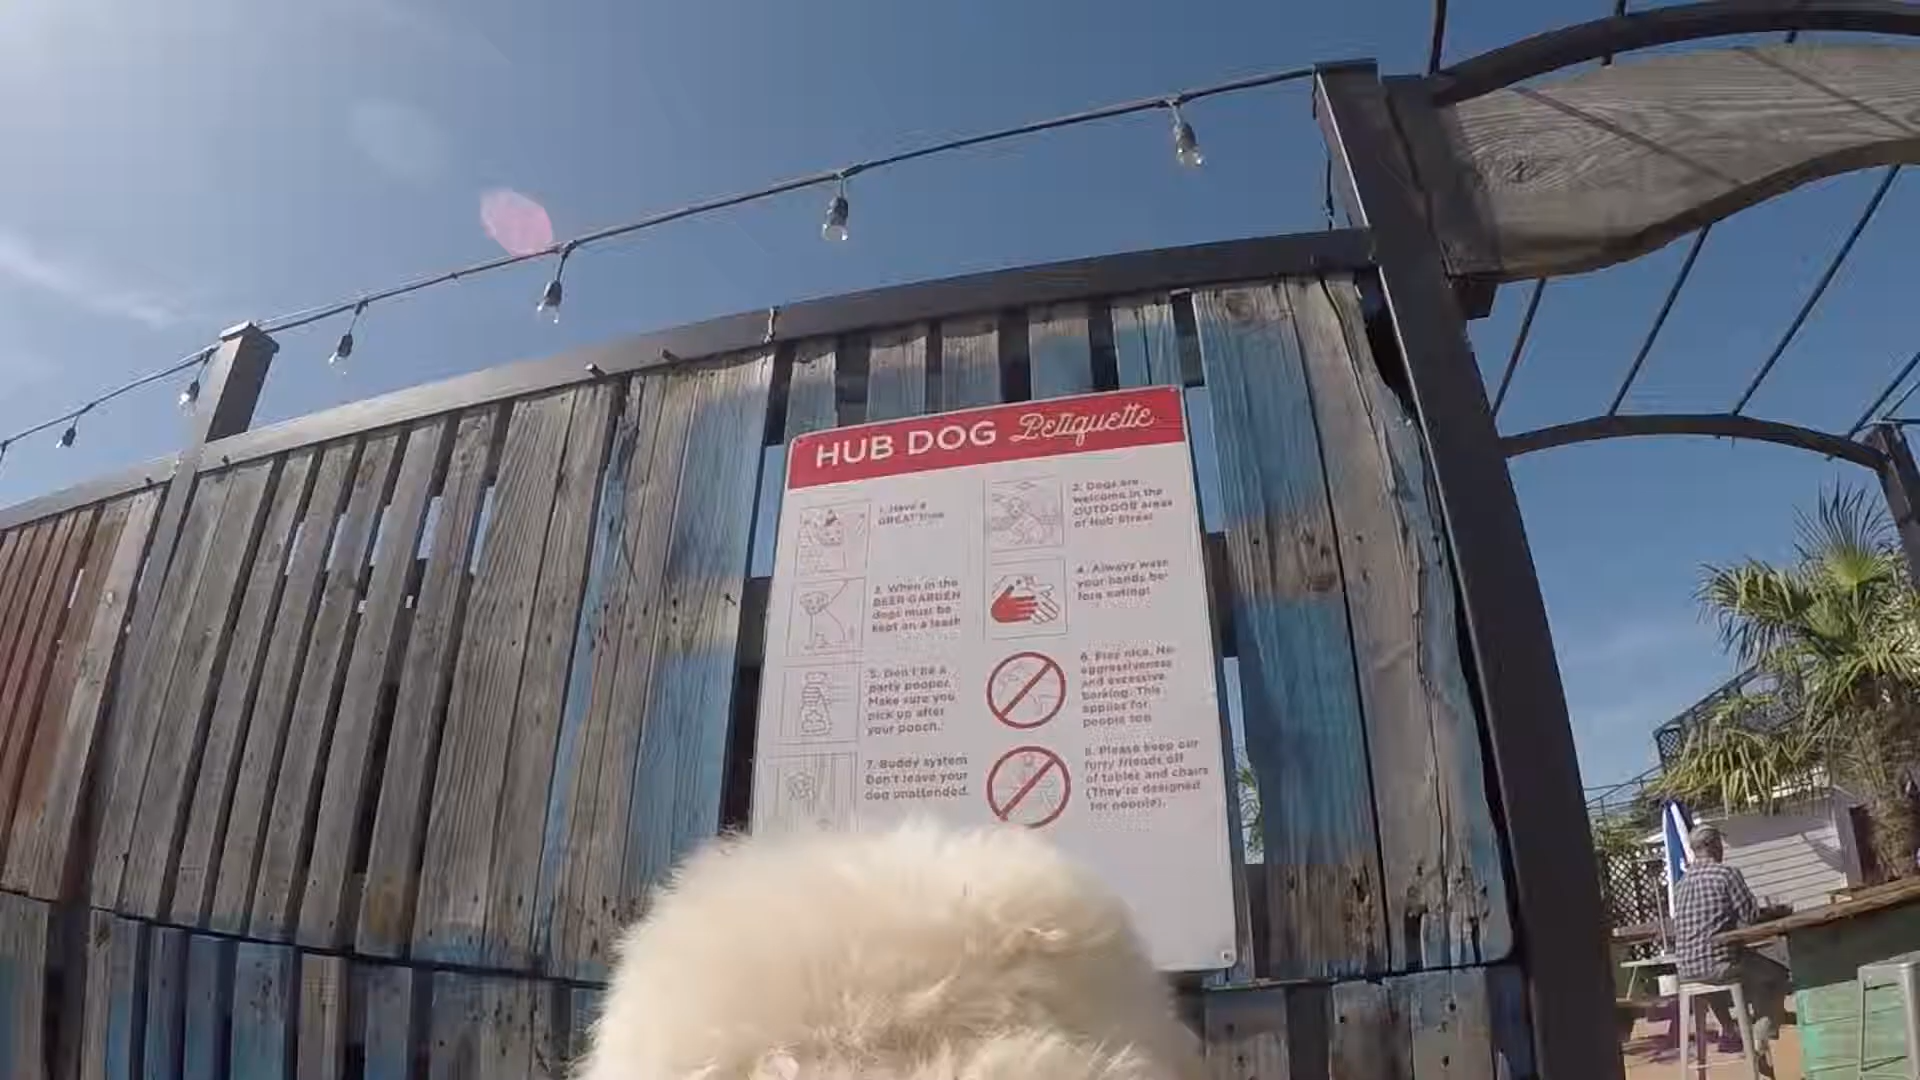 HUB DOG Petiquette
1. Have a
GREAT time
2. Dogs are
welcome in the
OUTDOOR areas
of Hub Street
3. When in the
BEER GARDEN
dogs must be
kept on a leash
4. Always wash
your hands be-
fore eating!
5. Don't be a
party pooper.
Make sure you
pick up after
your pooch.
6. Play nice. No
aggressiveness
and excessive
barking. This
applies for
people too
7. Buddy system
Don't leave your
dog unattended.
8. Please keep our
furry friends off
of tables and chairs
(They're designed
for people).